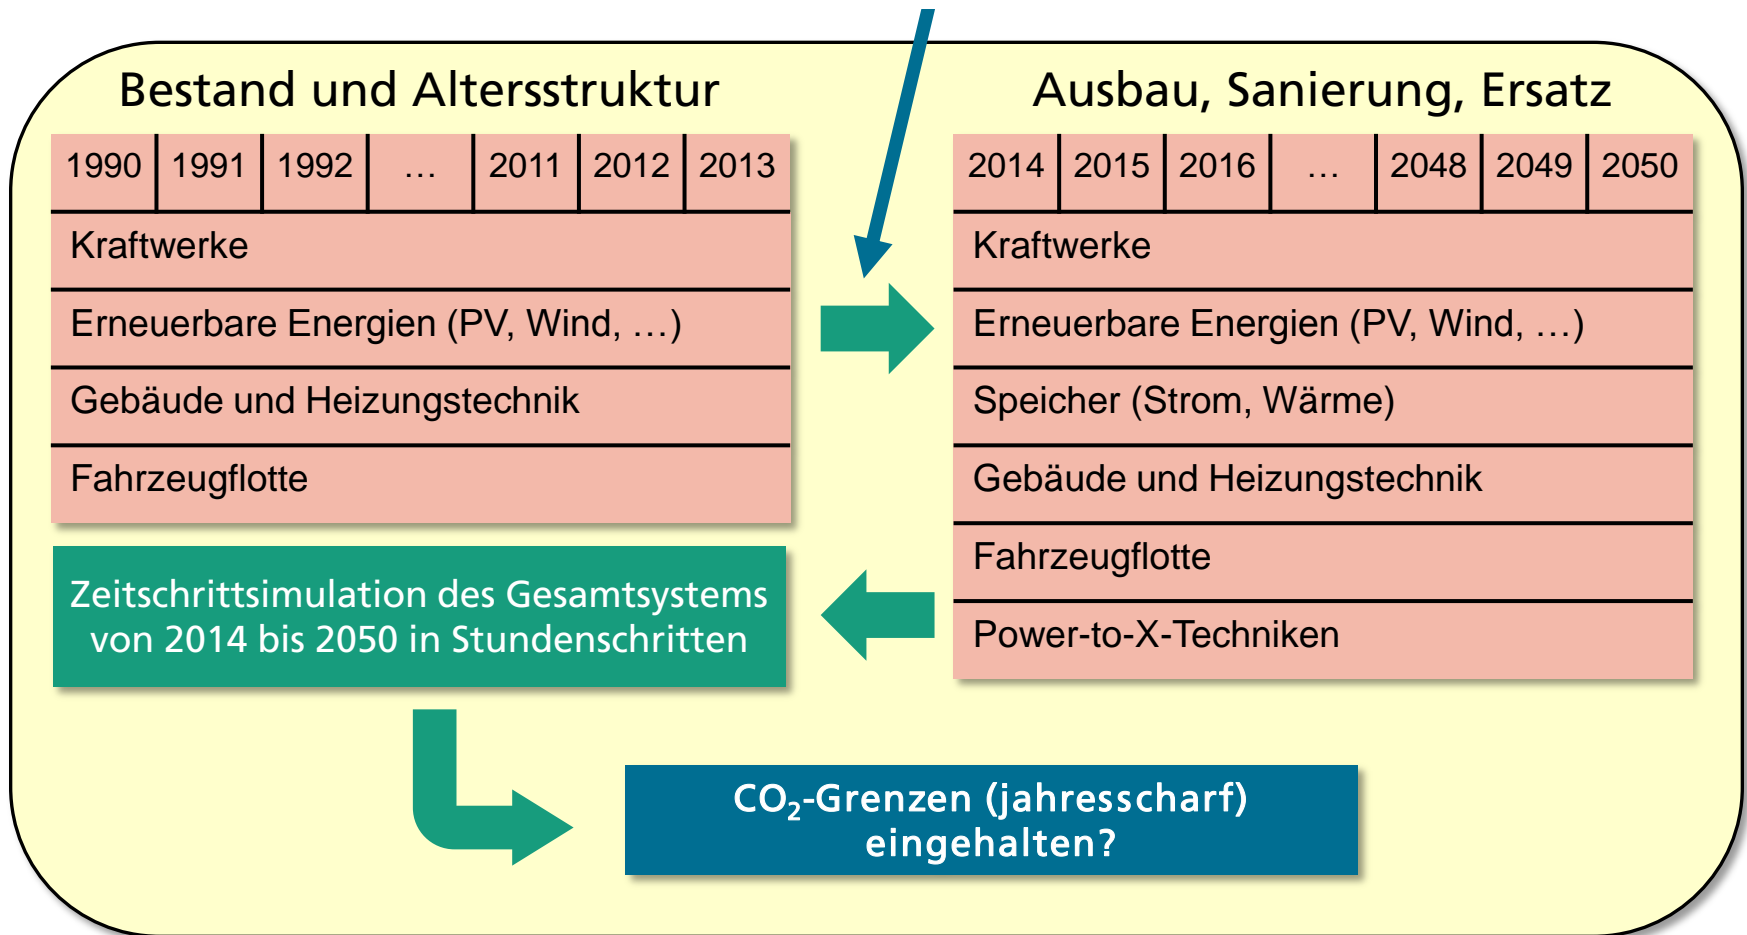 Bestand und Altersstruktur
1990 1991 1992 … 2011 2012 2013
Kraftwerke
Erneuerbare Energien (PV, Wind, …)
Gebäude und Heizungstechnik
Fahrzeugflotte
Ausbau, Sanierung, Ersatz
2014 2015 2016 … 2048 2049 2050
Kraftwerke
Erneuerbare Energien (PV, Wind, …)
Speicher (Strom, Wärme)
Gebäude und Heizungstechnik
Fahrzeugflotte
Power-to-X-Techniken
Zeitschrittsimulation des Gesamtsystems
von 2014 bis 2050 in Stundenschritten
CO₂-Grenzen (jahresscharf)
eingehalten?